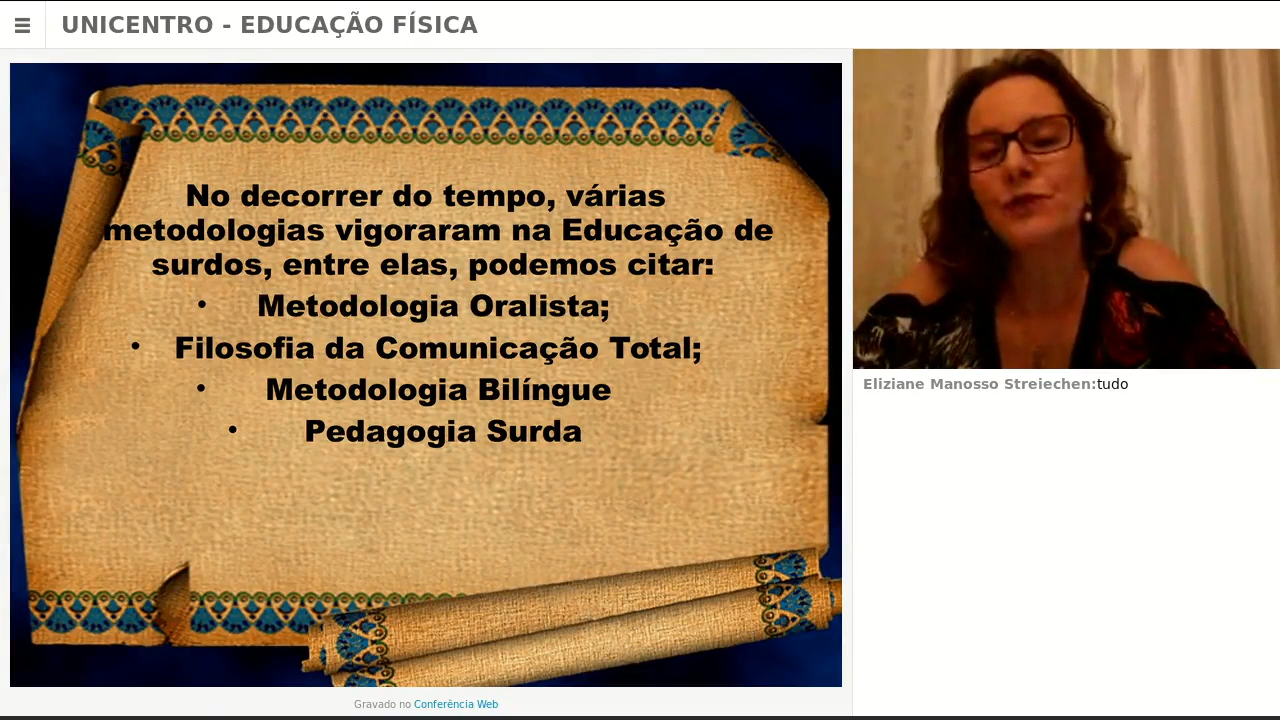 UNICENTRO - EDUCAÇÃO FÍSICA
No decorrer do tempo, várias
metodologias vigoraram na Educação de
surdos, entre elas, podemos citar:
• Metodologia Oralista;
• Filosofia da Comunicação Total;
• Metodologia Bilíngue
• Pedagogia Surda
Eliziane Manosso Streiechen:tudo
Gravado no Conferência Web